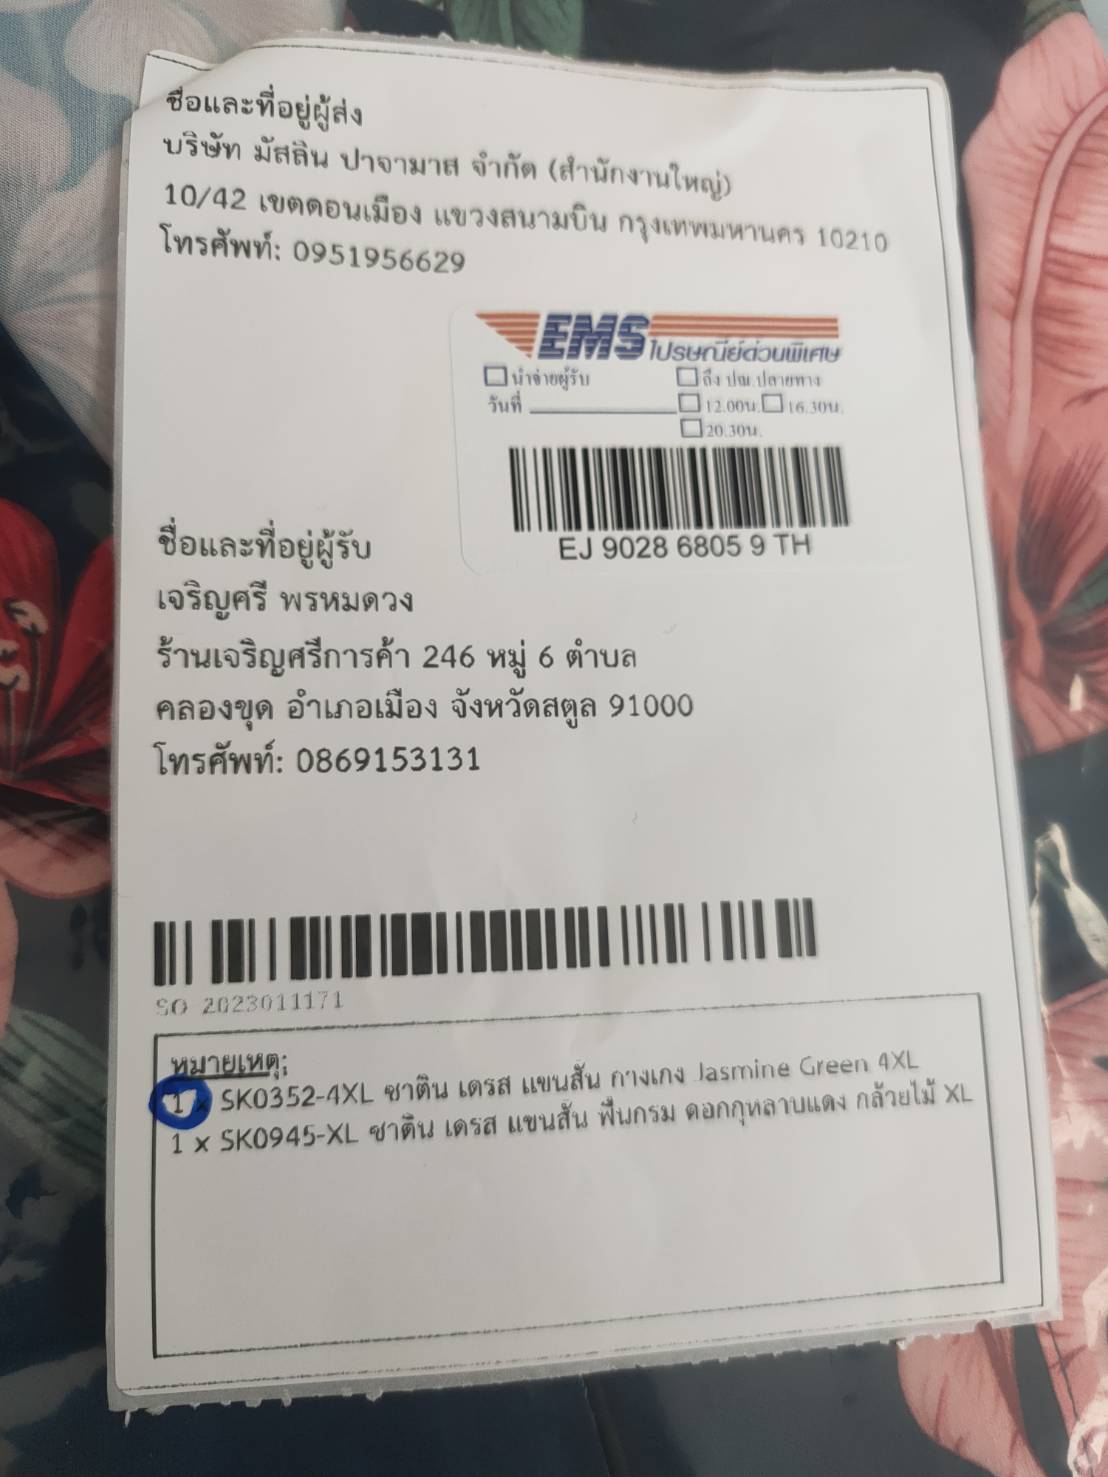 ชื่อและที่อยู่ผู้ส่ง
บริษัท มัสลิน ปาจามาส จำกัด (สำนักงานใหญ่)
10/42 เขตดอนเมือง แขวงสนามบิน กรุงเทพมหานคร 10210
โทรศัพท์: 0951956629
EMS ไปรษณีย์ด่วนพิเศษ
นำจ่ายผู้รับ ถึง ปณ.ปลายทาง
วันที่ 12.00น. 16.30น.
20.30น.
EJ 9028 6805 9 TH
ชื่อและที่อยู่ผู้รับ
เจริญศรี พรหมดวง
ร้านเจริญศรีการค้า 246 หมู่ 6 ตำบล
คลองขุด อำเภอเมือง จังหวัดสตูล 91000
โทรศัพท์: 0869153131
SO 2023011171
หมายเหตุ:
1 x SK0352-4XL ซาติน เดรส แขนสั้น กางเกง Jasmine Green 4XL
1 x SK0945-XL ซาติน เดรส แขนสั้น พื้นกรม ดอกกุหลาบแดง กล้วยไม้ XL